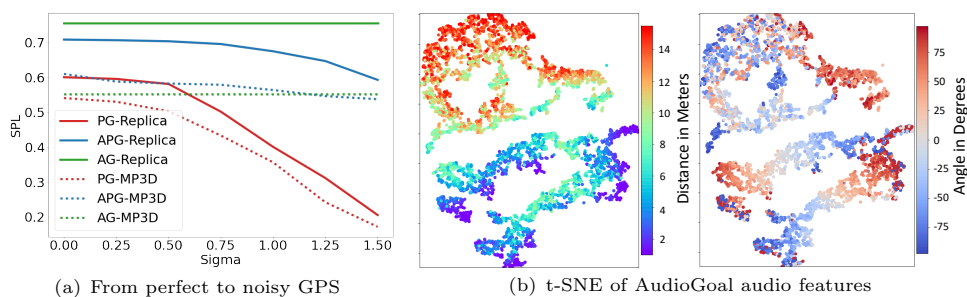 0.7
0.6
0.5
0.4
0.3
0.2
SPL
PG-Replica
APG-Replica
AG-Replica
PG-MP3D
APG-MP3D
AG-MP3D
0.00 0.25 0.50 0.75 1.00 1.25 1.50
Sigma
(a) From perfect to noisy GPS
14
12
10
8
6
4
2
Distance in Meters
75
50
25
0
-25
-50
-75
Angle in Degrees
(b) t-SNE of AudioGoal audio features